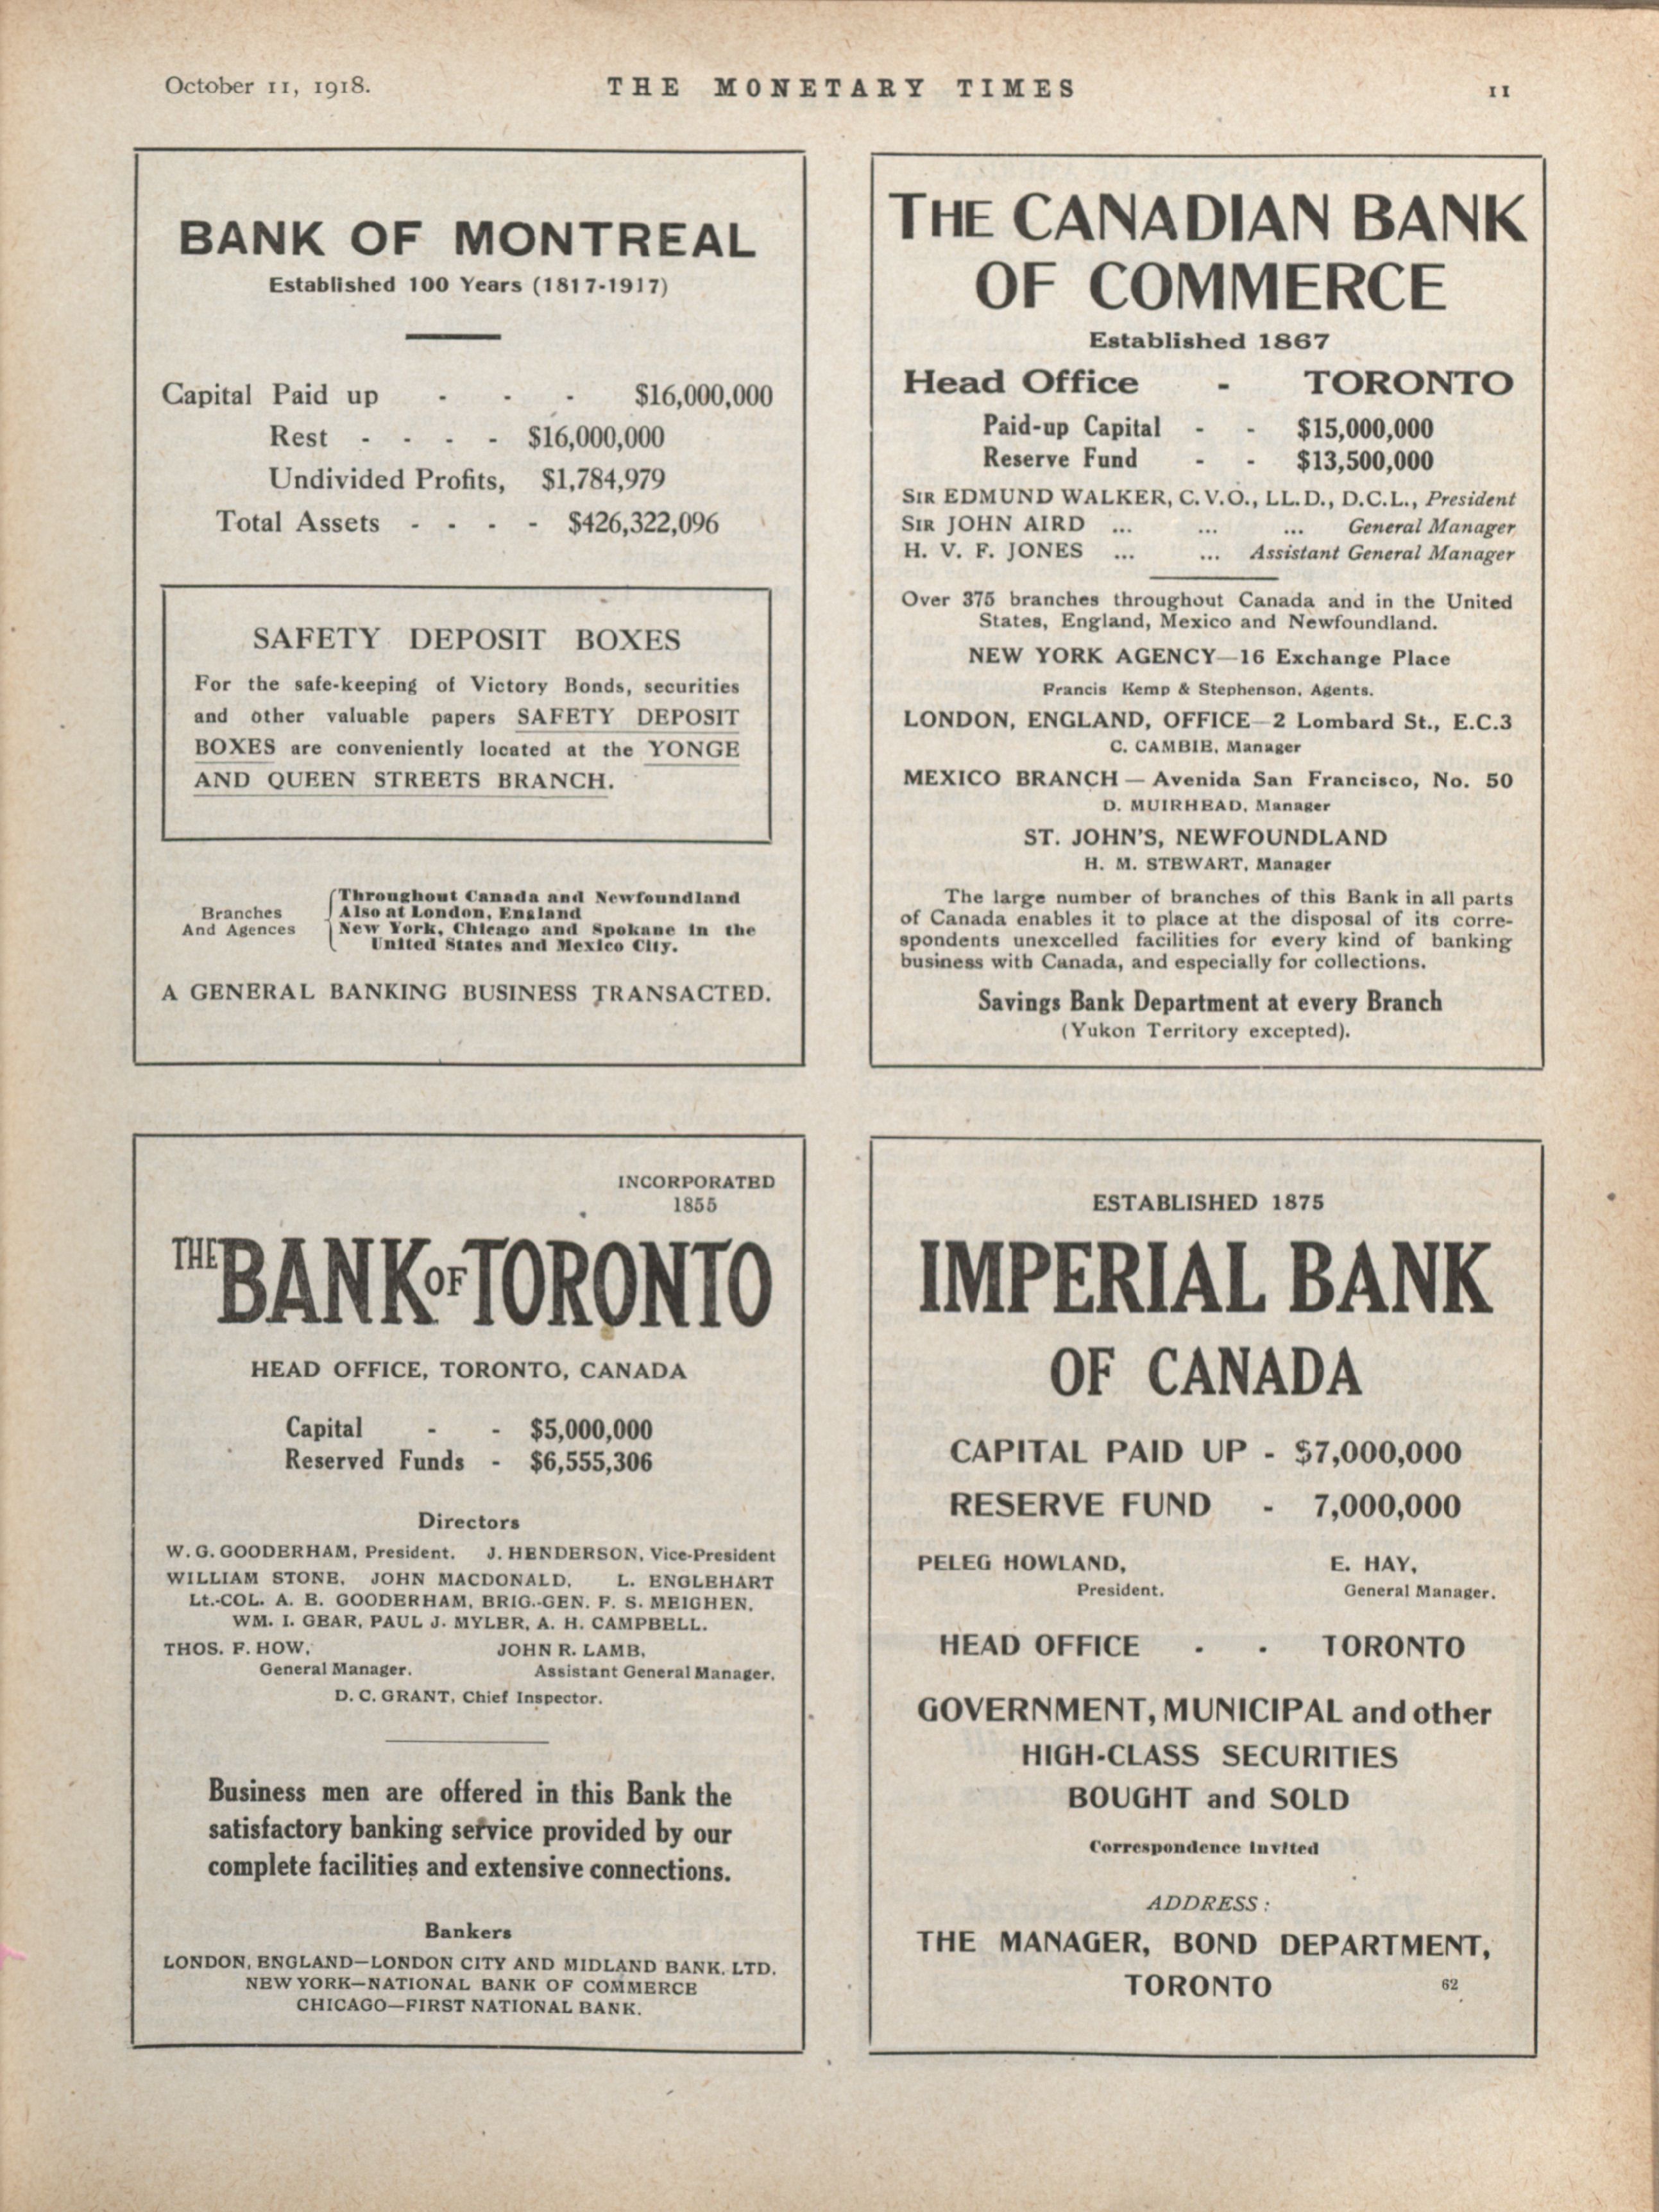 October 11, 1918.
THE MONETARY TIMES
11
BANK OF MONTREAL
Established 100 Years (1817-1917)
Capital Paid up - - - $16,000,000
Rest - - - - $16,000,000
Undivided Profits, $1,784,979
Total Assets - - - - $426,322,096
SAFETY DEPOSIT BOXES
For the safe-keeping of Victory Bonds, securities
and other valuable papers SAFETY DEPOSIT
BOXES are conveniently located at the YONGE
AND QUEEN STREETS BRANCH.
Branches
And Agences
Throughout Canada and Newfoundland
Also at London, England
New York, Chicago and Spokane in the
United States and Mexico City.
A GENERAL BANKING BUSINESS TRANSACTED.
THE CANADIAN BANK
OF COMMERCE
Established 1867
Head Office - TORONTO
Paid-up Capital - - $15,000,000
Reserve Fund - - $13,500,000
SIR EDMUND WALKER, C.V.O., LL.D., D.C.L., President
SIR JOHN AIRD ... ... ... General Manager
H. V. F. JONES ... ... Assistant General Manager
Over 375 branches throughout Canada and in the United
States, England, Mexico and Newfoundland.
NEW YORK AGENCY—16 Exchange Place
Francis Kemp & Stephenson, Agents.
LONDON, ENGLAND, OFFICE—2 Lombard St., E.C.3
C. CAMBIE, Manager
MEXICO BRANCH — Avenida San Francisco, No. 50
D. MUIRHEAD, Manager
ST. JOHN'S, NEWFOUNDLAND
H. M. STEWART, Manager
The large number of branches of this Bank in all parts
of Canada enables it to place at the disposal of its corre-
spondents unexcelled facilities for every kind of banking
business with Canada, and especially for collections.
Savings Bank Department at every Branch
(Yukon Territory excepted).
INCORPORATED
1855
THE BANK OF TORONTO
HEAD OFFICE, TORONTO, CANADA
Capital - - $5,000,000
Reserved Funds - $6,555,306
Directors
W. G. GOODERHAM, President. J. HENDERSON, Vice-President
WILLIAM STONE, JOHN MACDONALD, L. ENGLEHART
Lt.-COL. A. E. GOODERHAM, BRIG.-GEN. F. S. MEIGHEN,
WM. I. GEAR, PAUL J. MYLER, A. H. CAMPBELL.
THOS. F. HOW, JOHN R. LAMB,
General Manager. Assistant General Manager.
D. C. GRANT, Chief Inspector.
Business men are offered in this Bank the
satisfactory banking service provided by our
complete facilities and extensive connections.
Bankers
LONDON, ENGLAND—LONDON CITY AND MIDLAND BANK, LTD.
NEW YORK—NATIONAL BANK OF COMMERCE
CHICAGO—FIRST NATIONAL BANK.
ESTABLISHED 1875
IMPERIAL BANK
OF CANADA
CAPITAL PAID UP - $7,000,000
RESERVE FUND - 7,000,000
PELEG HOWLAND, E. HAY,
President. General Manager.
HEAD OFFICE - - TORONTO
GOVERNMENT, MUNICIPAL and other
HIGH-CLASS SECURITIES
BOUGHT and SOLD
Correspondence Invited
ADDRESS:
THE MANAGER, BOND DEPARTMENT,
TORONTO 62